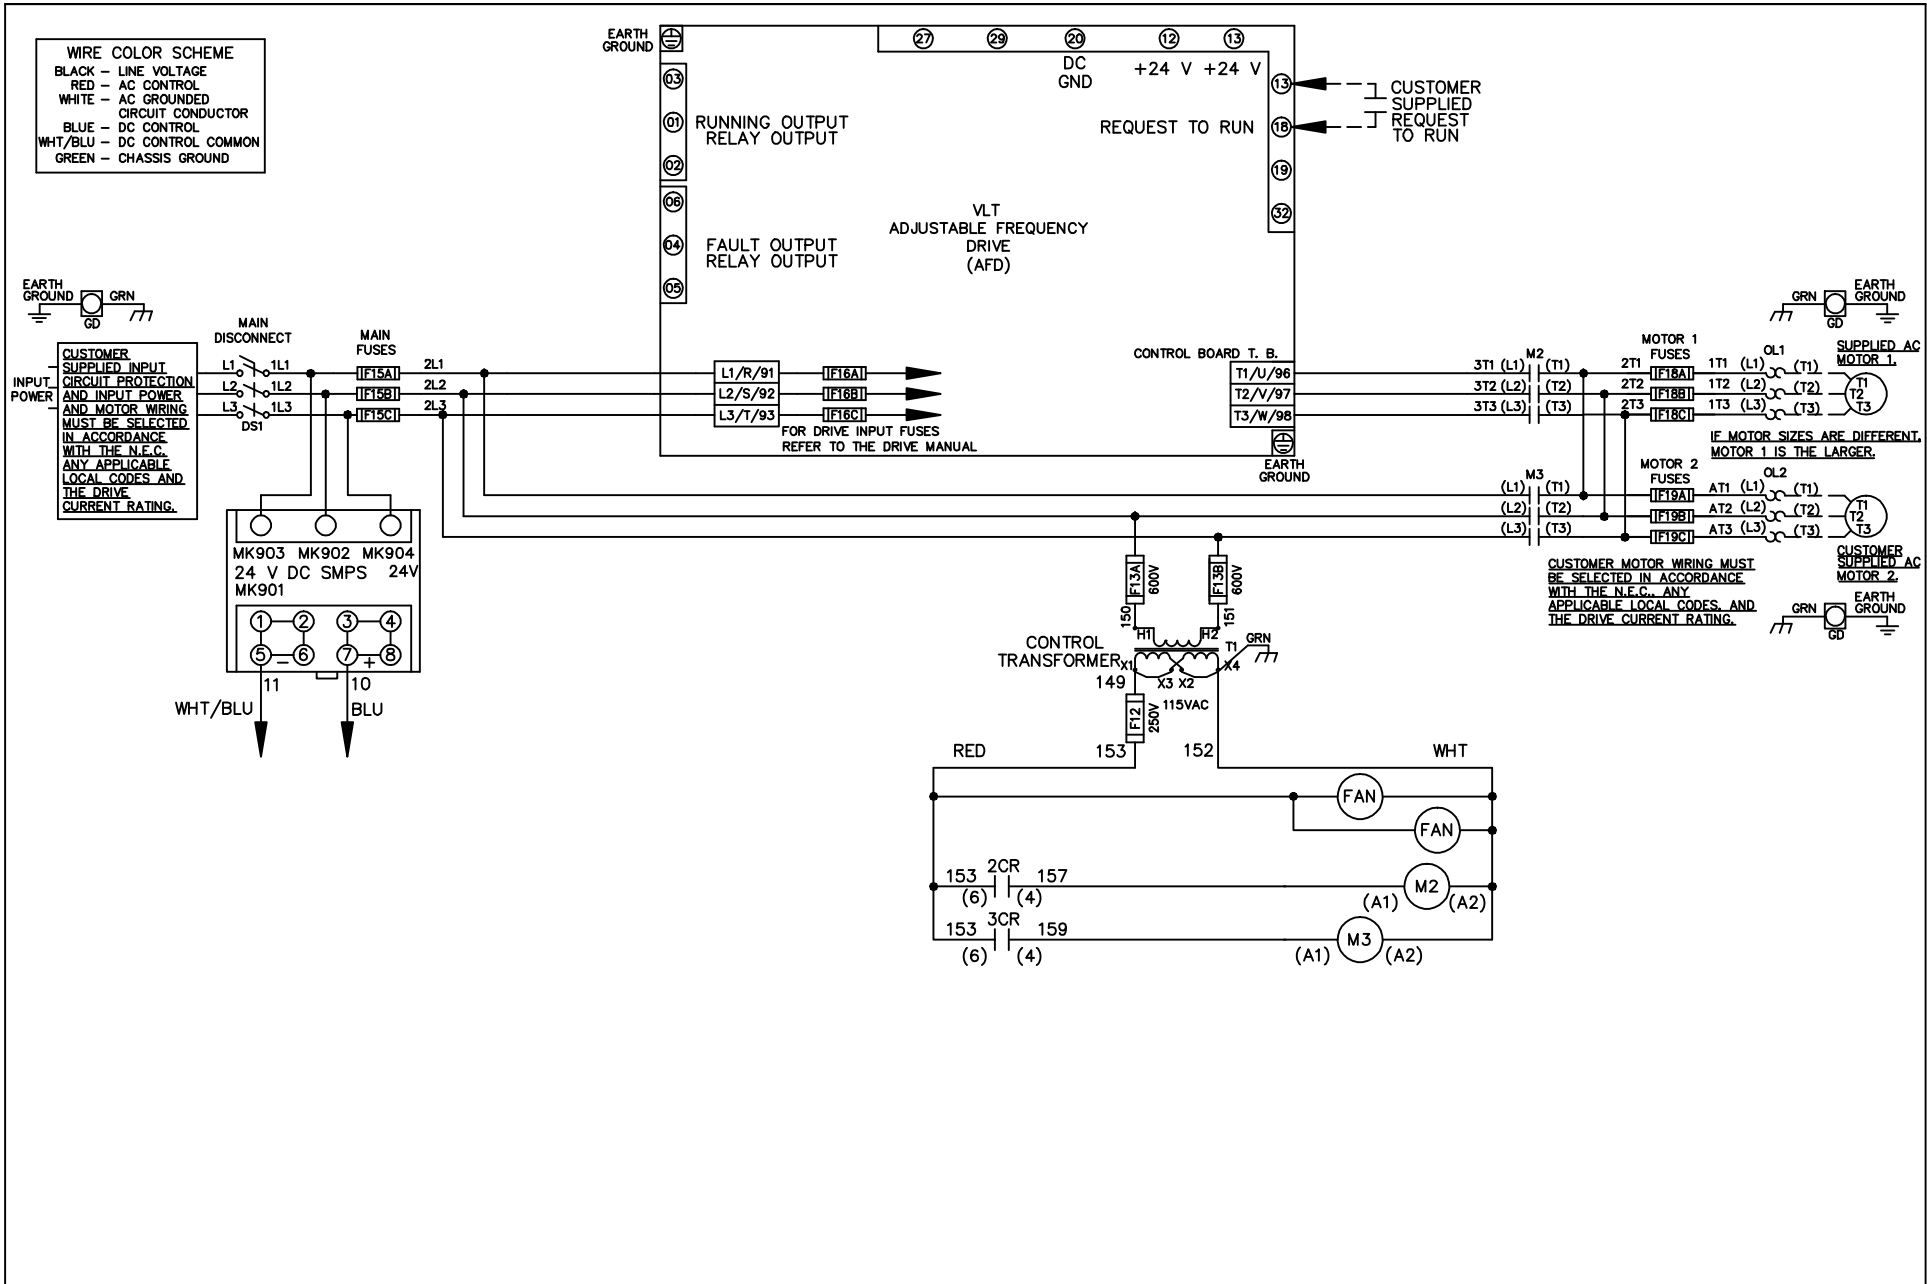 WIRE COLOR SCHEME
BLACK – LINE VOLTAGE
RED – AC CONTROL
WHITE – AC GROUNDED
CIRCUIT CONDUCTOR
BLUE – DC CONTROL
WHT/BLU – DC CONTROL COMMON
GREEN – CHASSIS GROUND
EARTH
GROUND
03
01
02
RUNNING OUTPUT
RELAY OUTPUT
06
04
05
FAULT OUTPUT
RELAY OUTPUT
27 29 20 12 13
DC
GND
+24 V +24 V
13
18
19
32
REQUEST TO RUN
CUSTOMER
SUPPLIED
REQUEST
TO RUN
VLT
ADJUSTABLE FREQUENCY
DRIVE
(AFD)
EARTH
GROUND
GRN
GD
INPUT
POWER
CUSTOMER
SUPPLIED INPUT
CIRCUIT PROTECTION
AND INPUT POWER
AND MOTOR WIRING
MUST BE SELECTED
IN ACCORDANCE
WITH THE N.E.C.
ANY APPLICABLE
LOCAL CODES AND
THE DRIVE
CURRENT RATING.
MAIN
DISCONNECT
L1 1L1
L2 1L2
L3 1L3
DS1
MAIN
FUSES
F15A 2L1
F15B 2L2
F15C 2L3
L1/R/91 F16A
L2/S/92 F16B
L3/T/93 F16C
FOR DRIVE INPUT FUSES
REFER TO THE DRIVE MANUAL
CONTROL BOARD T. B.
T1/U/96
T2/V/97
T3/W/98
EARTH
GROUND
M2
3T1 (L1) (T1)
3T2 (L2) (T2)
3T3 (L3) (T3)
MOTOR 1
FUSES
2T1 F18A 1T1 (L1)
2T2 F18B 1T2 (L2)
2T3 F18C 1T3 (L3)
OL1
(T1)
(T2)
(T3)
T1
T2
T3
GRN
GD
EARTH
GROUND
SUPPLIED AC
MOTOR 1.
IF MOTOR SIZES ARE DIFFERENT,
MOTOR 1 IS THE LARGER.
M3
(L1) (T1)
(L2) (T2)
(L3) (T3)
MOTOR 2
FUSES
F19A AT1 (L1)
F19B AT2 (L2)
F19C AT3 (L3)
OL2
(T1)
(T2)
(T3)
T1
T2
T3
CUSTOMER
SUPPLIED AC
MOTOR 2.
GRN
GD
EARTH
GROUND
CUSTOMER MOTOR WIRING MUST
BE SELECTED IN ACCORDANCE
WITH THE N.E.C., ANY
APPLICABLE LOCAL CODES, AND
THE DRIVE CURRENT RATING.
MK903 MK902 MK904
24 V DC SMPS 24V
MK901
1 2 3 4
5 – 6 7 + 8
11 10
WHT/BLU BLU
F13A 600V
F13B 600V
150 151
H1 H2
T1
GRN
CONTROL
TRANSFORMER
X1 X3 X2 X4
149
115VAC
F12 250V
RED 153 152 WHT
FAN
FAN
2CR
153 157
(6) (4)
M2
(A1) (A2)
3CR
153 159
(6) (4)
M3
(A1) (A2)